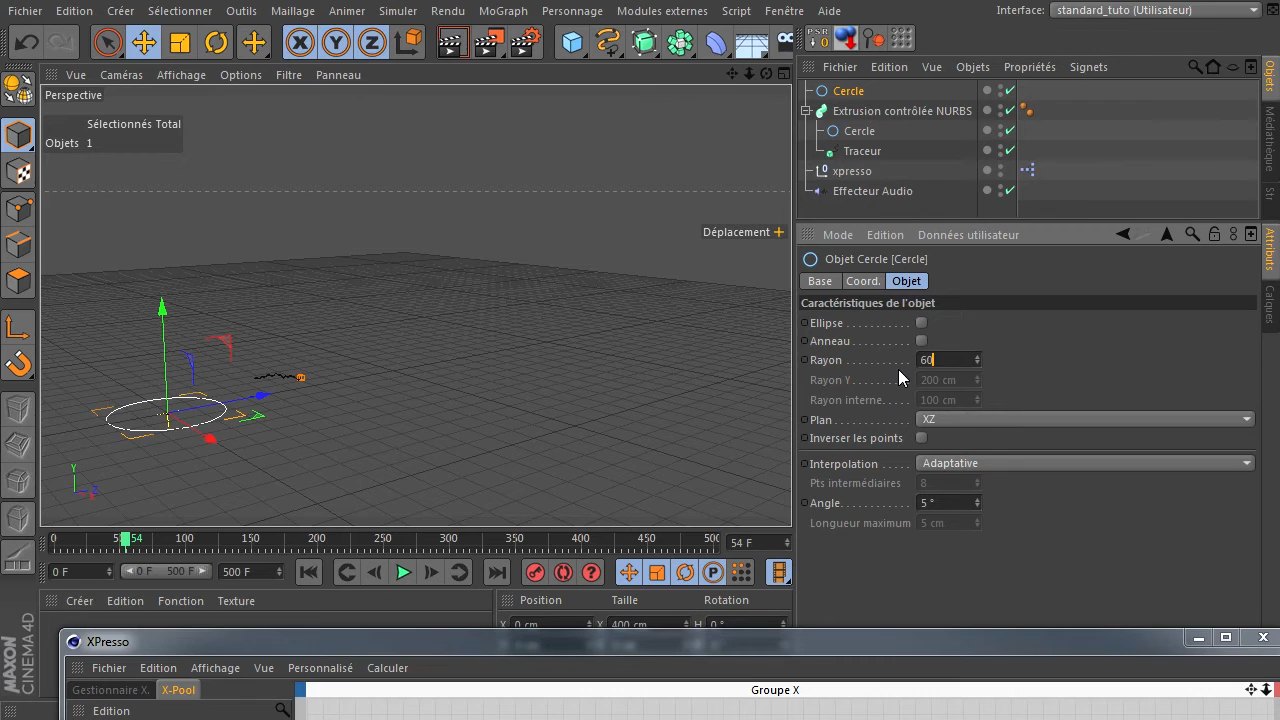 Fichier Créer Sélectionner Outils Maillage Animer Simuler Rendu MoGraph Personnage Modules externes Script Fenêtre Aide Interface: standard_tuto (Utilisateur)
PSR
0
Vue Caméras Affichage Options Filtre Panneau
Fichier Edition Vue Objets Propriétés Signets
Objets
Médiathèque
Str
Perspective
Sélectionnés Total
Objets 1
Déplacement
Cercle
Extrusion contrôlée NURBS
Cercle
Traceur
xpresso
Effecteur Audio
Mode Edition Données utilisateur
Attributs
Calques
Objet Cercle [Cercle]
Base Coord. Objet
Caractéristiques de l'objet
Ellipse
Anneau
Rayon 60
Rayon Y 200 cm
Rayon interne 100 cm
Plan XZ
Inverser les points
Interpolation Adaptative
Pts intermédiaires 8
Angle 5 °
Longueur maximum 5 cm
Y
Z
X
0 54 100 150 200 250 300 350 400 450 500 54 F
0 F 0 F 500 F 500 F
P
Créer Edition Fonction Texture
Position Taille Rotation
X 0 cm X 400 cm H 0 °
MAXON
CINEMA 4D
XPresso
Fichier Edition Affichage Vue Personnalisé Calculer
Gestionnaire X. X-Pool Groupe X
Edition